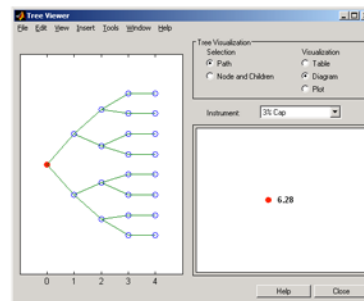 Tree Viewer
File Edit View Insert Tools Window Help
Tree Visualization
Selection
Visualization
Path
Table
Node and Children
Diagram
Plot
Instrument:
3% Cap
6.28
0 1 2 3 4
Help
Close